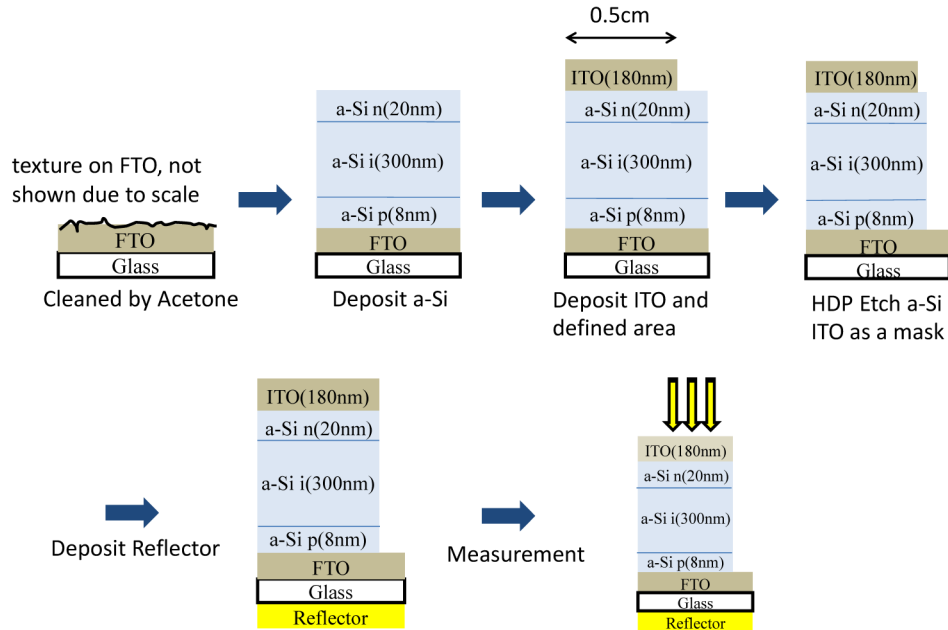 0.5cm
texture on FTO, not
shown due to scale
FTO
Glass
Cleaned by Acetone
a-Si n(20nm)
a-Si i(300nm)
a-Si p(8nm)
FTO
Glass
Deposit a-Si
ITO(180nm)
a-Si n(20nm)
a-Si i(300nm)
a-Si p(8nm)
FTO
Glass
Deposit ITO and
defined area
ITO(180nm)
a-Si n(20nm)
a-Si i(300nm)
a-Si p(8nm)
FTO
Glass
HDP Etch a-Si
ITO as a mask
Deposit Reflector
ITO(180nm)
a-Si n(20nm)
a-Si i(300nm)
a-Si p(8nm)
FTO
Glass
Reflector
Measurement
ITO(180nm)
a-Si n(20nm)
a-Si i(300nm)
a-Si p(8nm)
FTO
Glass
Reflector